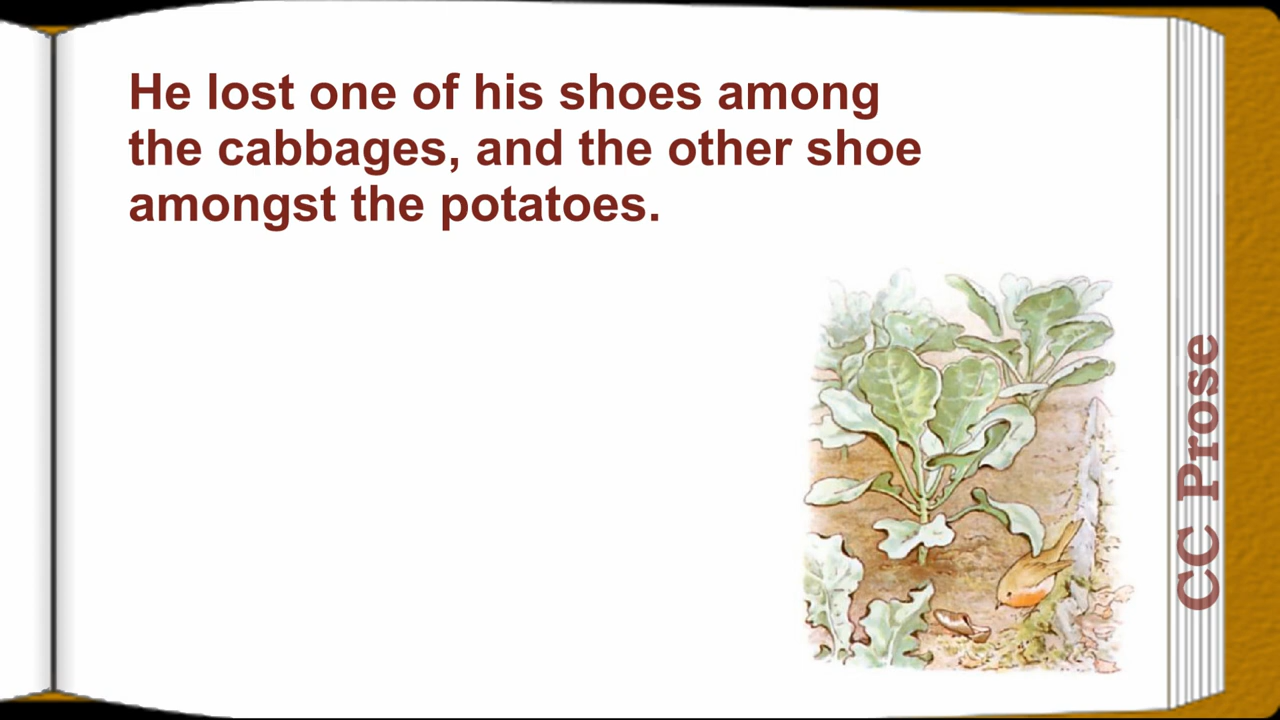 He lost one of his shoes among
the cabbages, and the other shoe
amongst the potatoes.
CC Prose